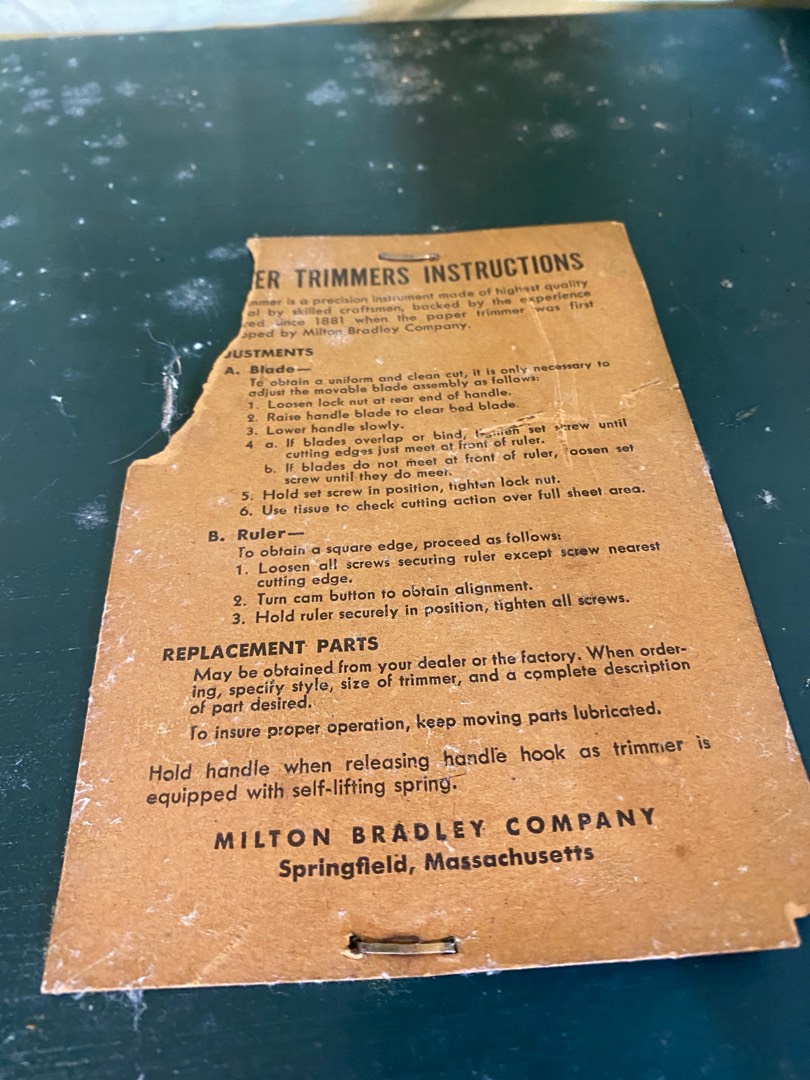 ER TRIMMERS INSTRUCTIONS
mmer is a precision instrument made of highest quality
al by skilled craftsmen, backed by the experience
red since 1881 when the paper trimmer was first
oped by Milton Bradley Company.
JUSTMENTS
A. Blade—
To obtain a uniform and clean cut, it is only necessary to
adjust the movable blade assembly as follows:
1. Loosen lock nut at rear end of handle.
2. Raise handle blade to clear bed blade.
3. Lower handle slowly.
4 a. If blades overlap or bind, tighten set screw until
cutting edges just meet at front of ruler.
b. If blades do not meet at front of ruler, oosen set
screw until they do meet.
5. Hold set screw in position, tighten lock nut.
6. Use tissue to check cutting action over full sheet area.
B. Ruler—
To obtain a square edge, proceed as follows:
1. Loosen all screws securing ruler except screw nearest
cutting edge.
2. Turn cam button to obtain alignment.
3. Hold ruler securely in position, tighten all screws.
REPLACEMENT PARTS
May be obtained from your dealer or the factory. When order-
ing, specify style, size of trimmer, and a complete description
of part desired.
To insure proper operation, keep moving parts lubricated.
Hold handle when releasing handle hook as trimmer is
equipped with self-lifting spring.
MILTON BRADLEY COMPANY
Springfield, Massachusetts